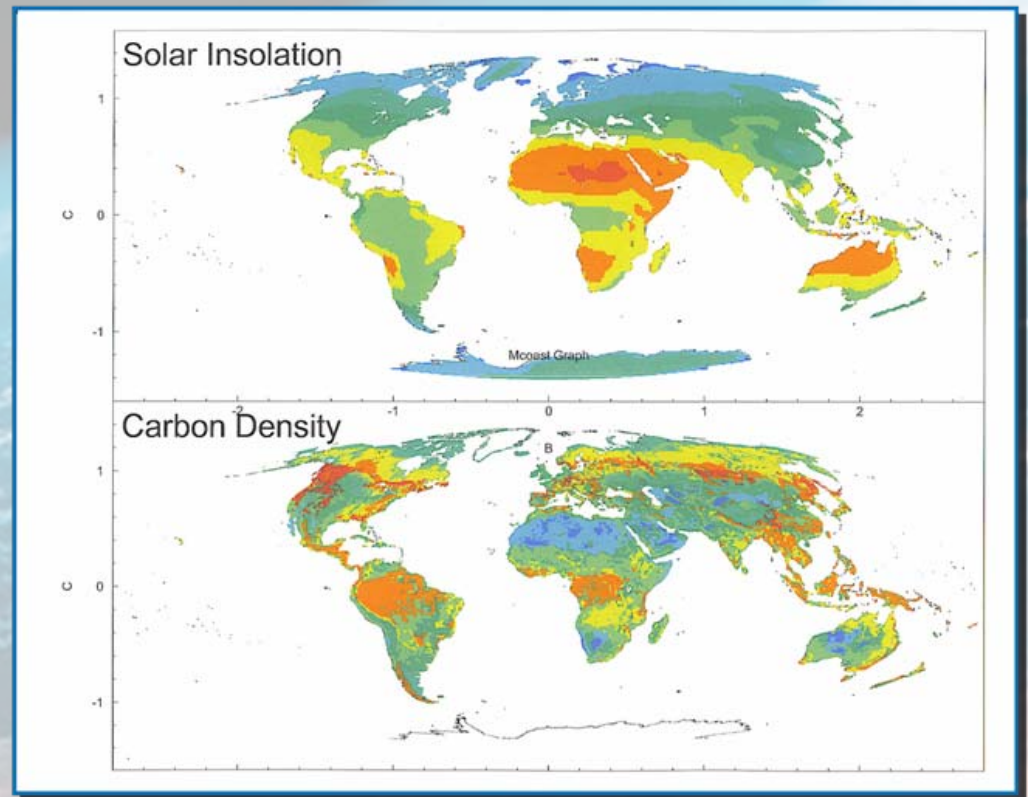 Solar Insolation
1
C
0
-1
Mcoast Graph
-2 -1 0 1 2
Carbon Density
B
1
C
0
-1